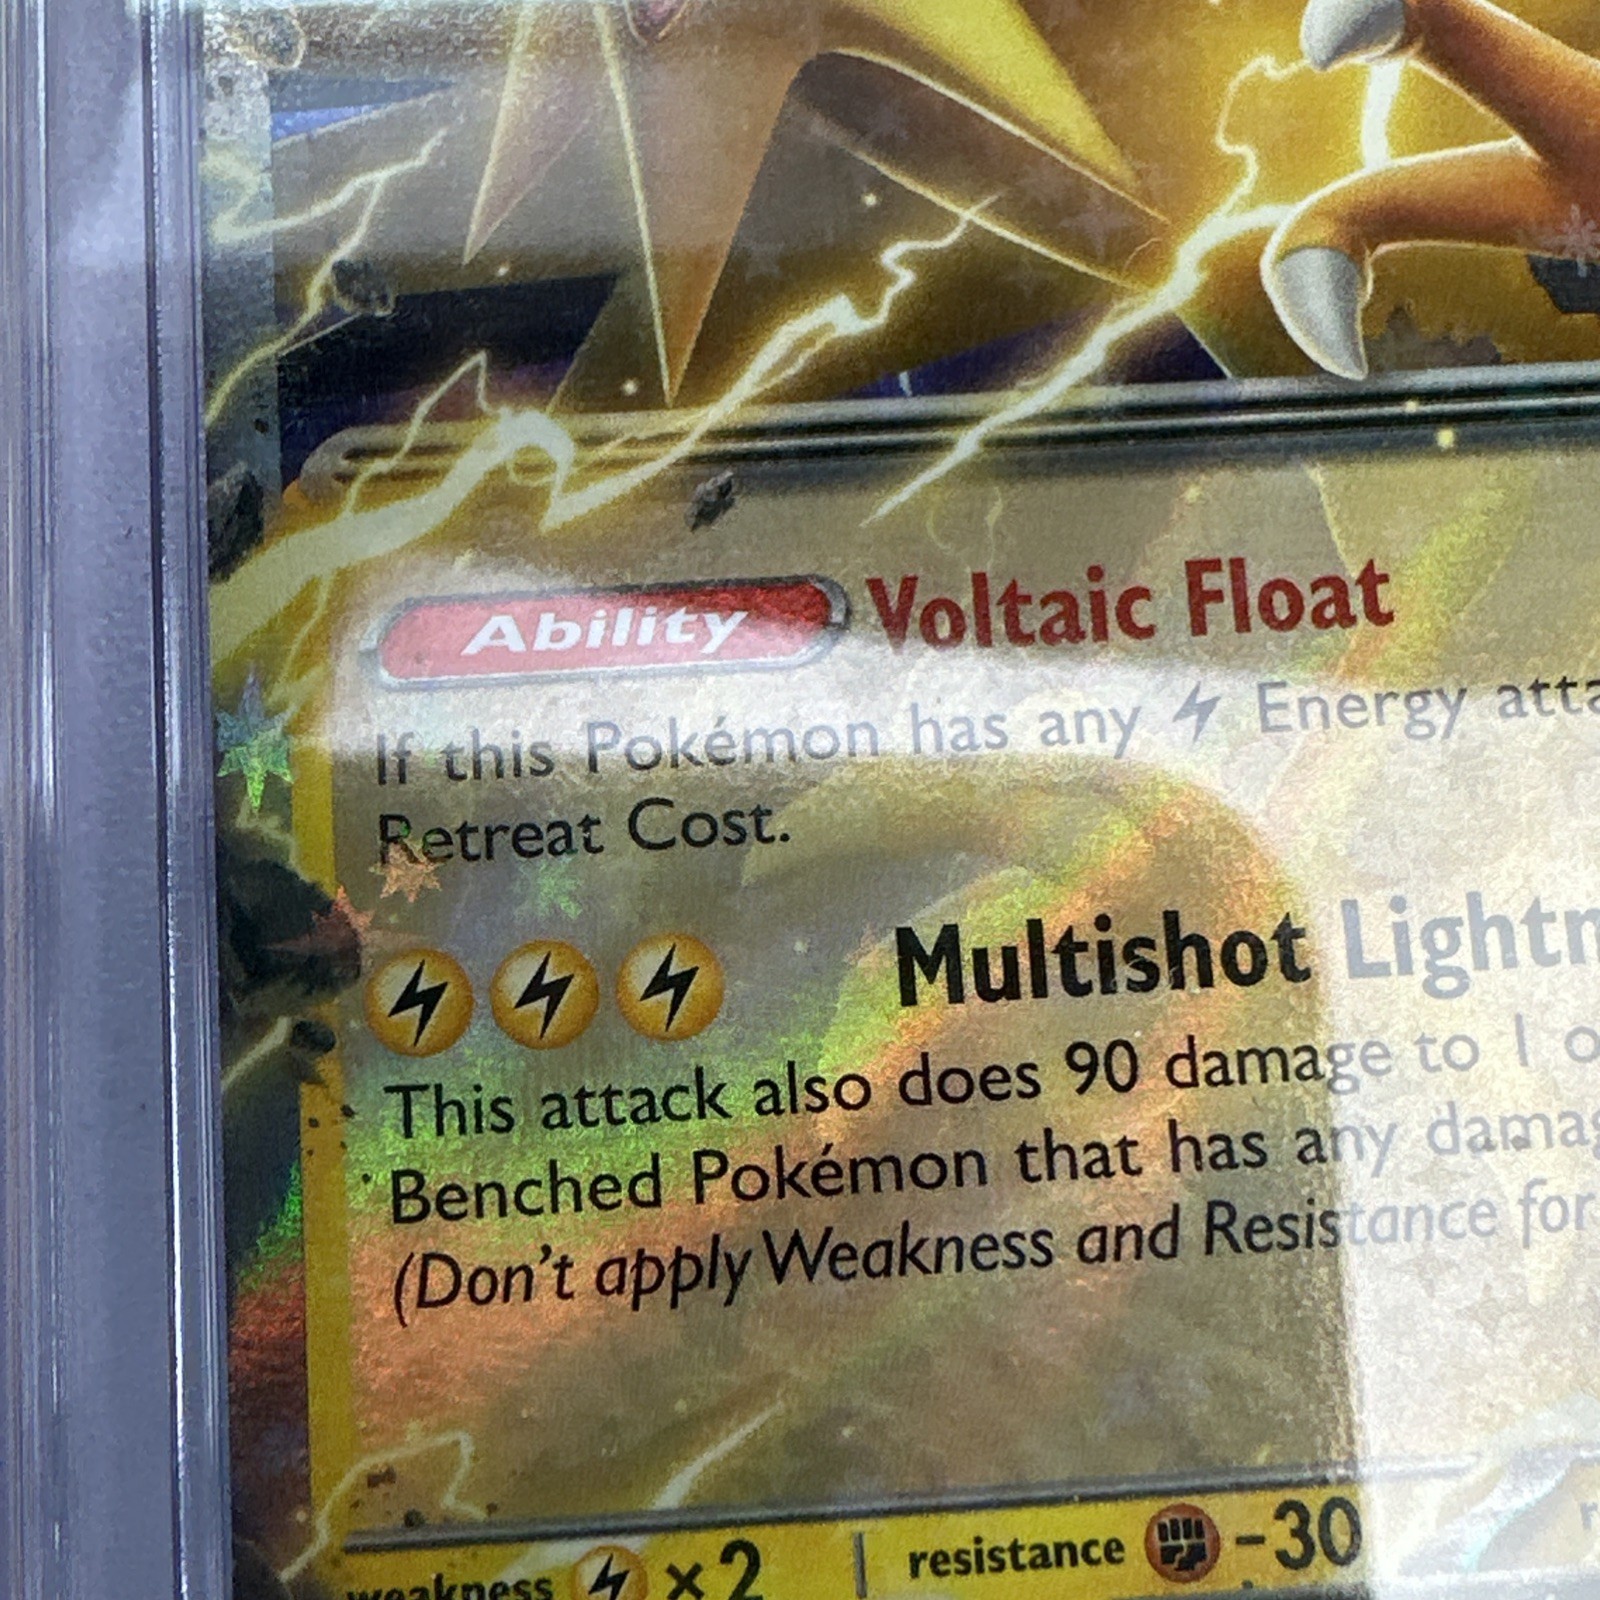 Ability Voltaic Float
If this Pokémon has any Energy
Retreat Cost.
Multishot
This attack also does 90 damage to 1
Benched Pokémon that has any
(Don't apply Weakness and Resistance for
weakness ×2 | resistance -30